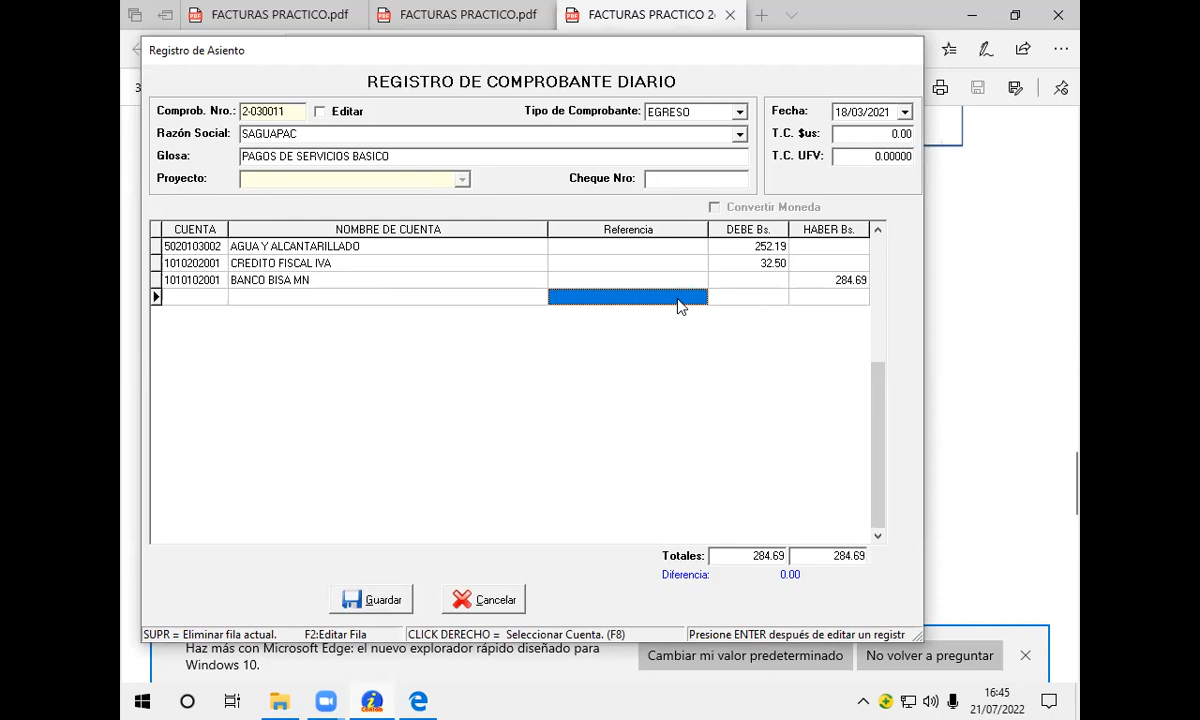 FACTURAS PRACTICO.pdf
FACTURAS PRACTICO.pdf
FACTURAS PRACTICO 2
Registro de Asiento
REGISTRO DE COMPROBANTE DIARIO
Comprob. Nro.: 2-030011 Editar Tipo de Comprobante: EGRESO Fecha: 18/03/2021
Razón Social: SAGUAPAC T.C. $us: 0.00
Glosa: PAGOS DE SERVICIOS BASICO T.C. UFV: 0.00000
Proyecto: Cheque Nro:
Convertir Moneda
CUENTA NOMBRE DE CUENTA Referencia DEBE Bs. HABER Bs.
5020103002 AGUA Y ALCANTARILLADO 252.19
1010202001 CREDITO FISCAL IVA 32.50
1010102001 BANCO BISA MN 284.69
Totales: 284.69 284.69
Diferencia: 0.00
Guardar Cancelar
SUPR = Eliminar fila actual. F2:Editar Fila CLICK DERECHO = Seleccionar Cuenta. (F8) Presione ENTER después de editar un registr
Haz más con Microsoft Edge: el nuevo explorador rápido diseñado para
Windows 10.
Cambiar mi valor predeterminado No volver a preguntar
16:45
21/07/2022